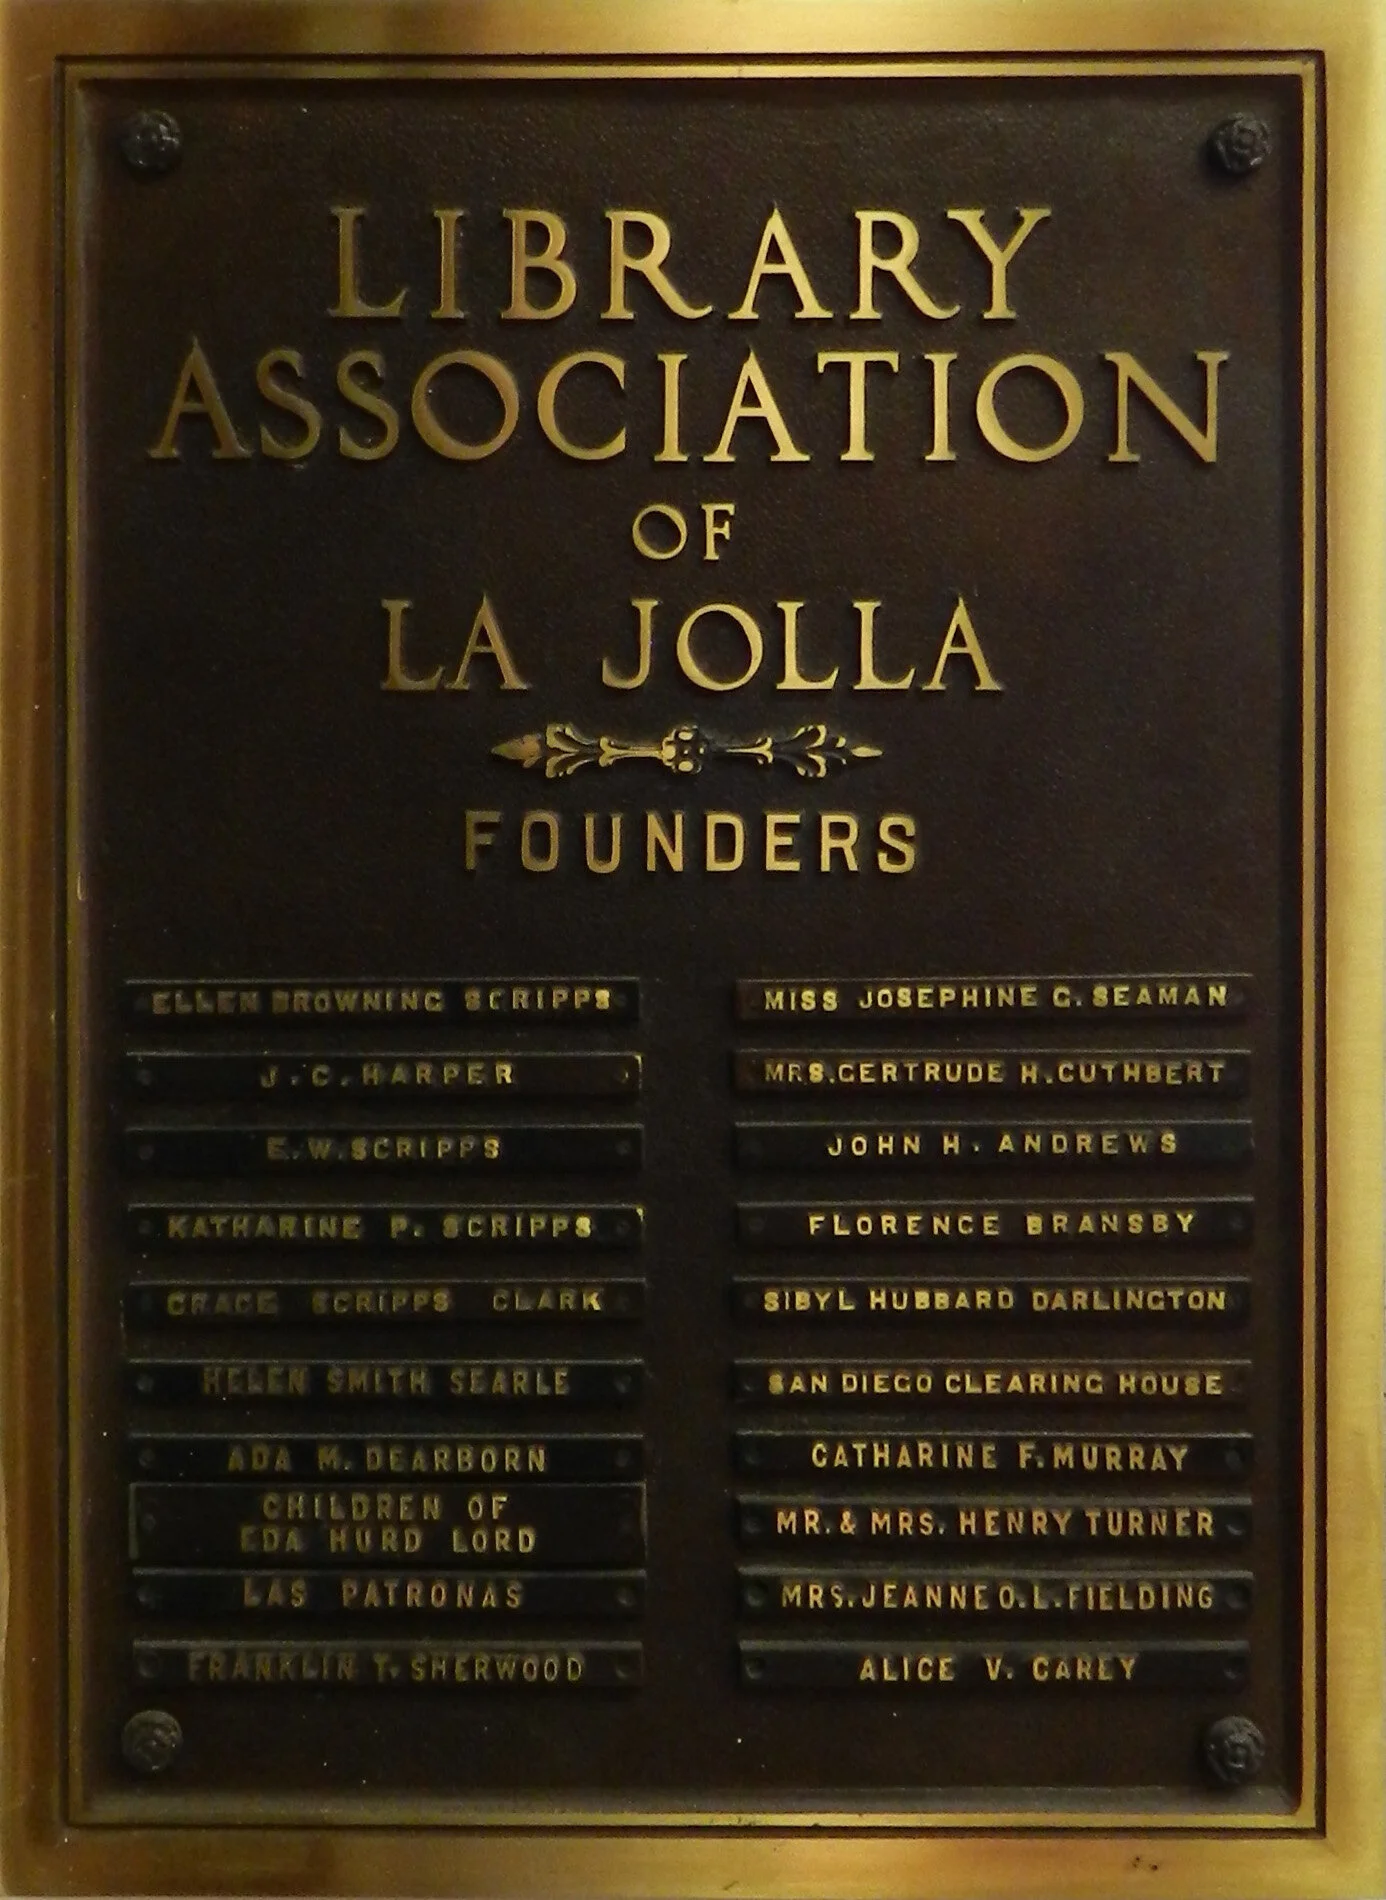 LIBRARY
ASSOCIATION
OF
LA JOLLA
FOUNDERS
ELLEN BROWNING SCRIPPS
J.C.HARPER
E.W.SCRIPPS
KATHARINE P. SCRIPPS
GRACE SCRIPPS CLARK
HELEN SMITH SEARLE
ADA M. DEARBORN
CHILDREN OF
EDA HURD LORD
LAS PATRONAS
FRANKLIN T. SHERWOOD
MISS JOSEPHINE G. SEAMAN
MRS.GERTRUDE H.CUTHBERT
JOHN H. ANDREWS
FLORENCE BRANSBY
SIBYL HUBBARD DARLINGTON
SAN DIEGO CLEARING HOUSE
CATHARINE F. MURRAY
MR. & MRS. HENRY TURNER
MRS.JEANNE O.L.FIELDING
ALICE V. CAREY